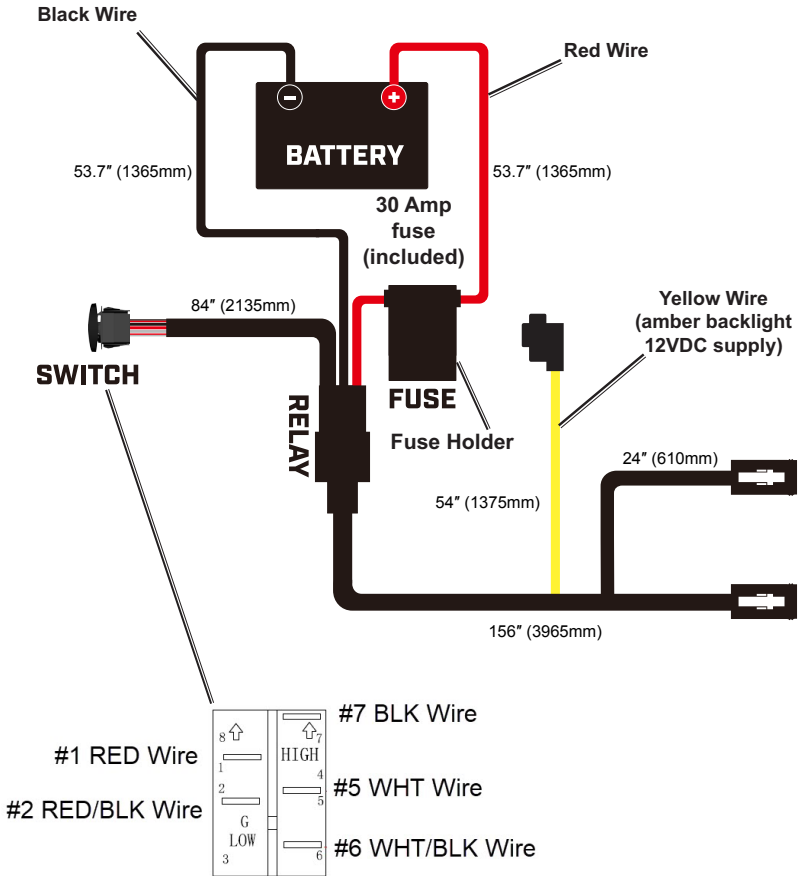 Black Wire
Red Wire
−
+
BATTERY
53.7″ (1365mm)
53.7″ (1365mm)
30 Amp
fuse
(included)
84″ (2135mm)
Yellow Wire
(amber backlight
12VDC supply)
SWITCH
RELAY
FUSE
Fuse Holder
24″ (610mm)
54″ (1375mm)
156″ (3965mm)
#7 BLK Wire
8
7
#1 RED Wire
HIGH
1
4
2
#5 WHT Wire
5
#2 RED/BLK Wire
G
LOW
#6 WHT/BLK Wire
3
6